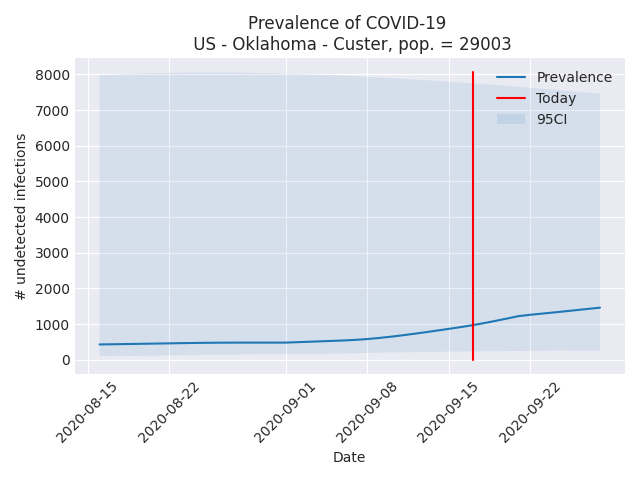 Prevalence of COVID-19
US - Oklahoma - Custer, pop. = 29003
8000
7000
6000
5000
4000
3000
2000
1000
0
# undetected infections
Prevalence
Today
95CI
2020-08-15
2020-08-22
2020-09-01
2020-09-08
2020-09-15
2020-09-22
Date